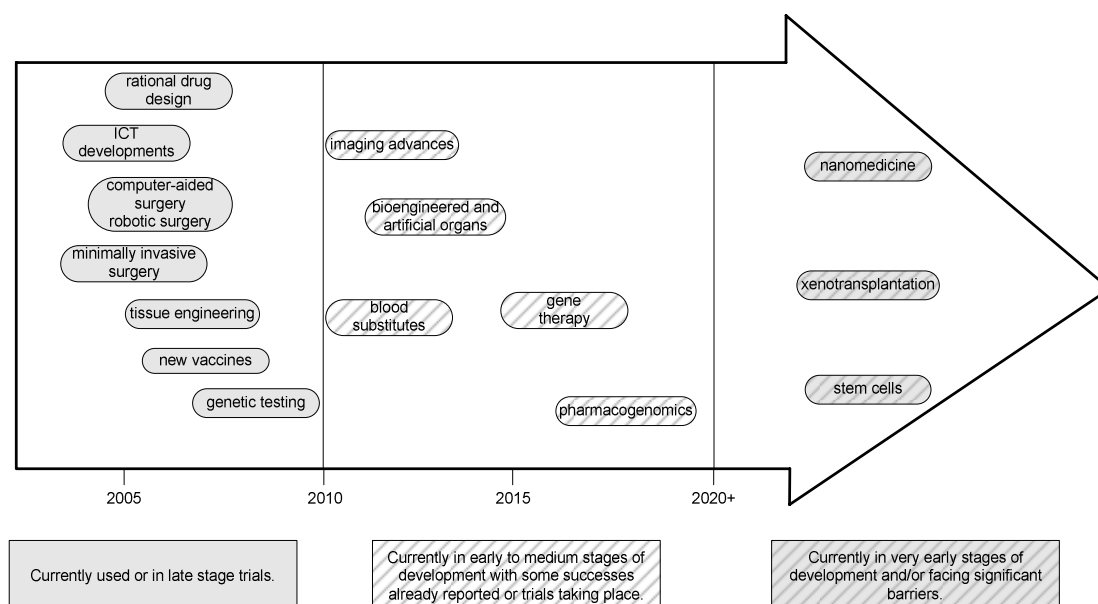 rational drug
design
ICT
developments
imaging advances
nanomedicine
computer-aided
surgery
robotic surgery
bioengineered and
artificial organs
minimally invasive
surgery
xenotransplantation
tissue engineering
blood
substitutes
gene
therapy
new vaccines
genetic testing
pharmacogenomics
stem cells
2005
2010
2015
2020+
Currently used or in late stage trials.
Currently in early to medium stages of
development with some successes
already reported or trials taking place.
Currently in very early stages of
development and/or facing significant
barriers.